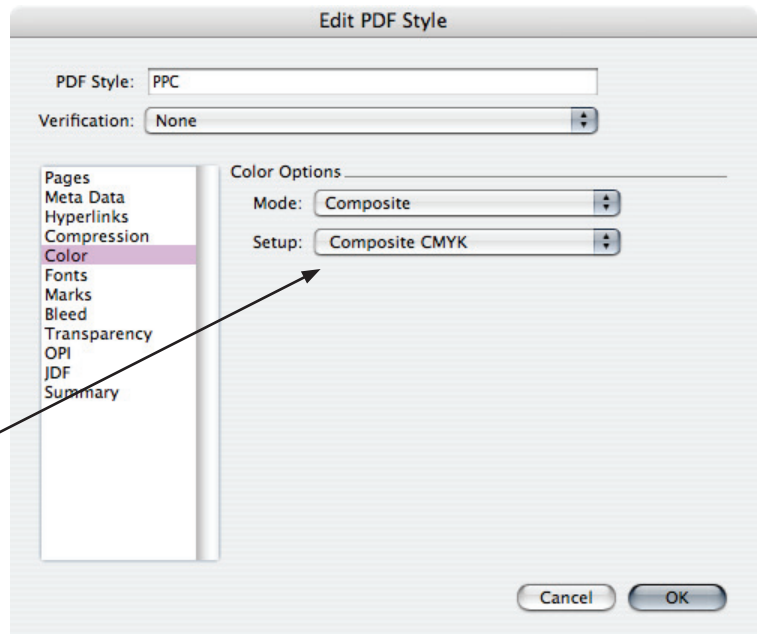 Edit PDF Style
PDF Style: PPC
Verification: None
Pages
Meta Data
Hyperlinks
Compression
Color
Fonts
Marks
Bleed
Transparency
OPI
JDF
Summary
Color Options
Mode: Composite
Setup: Composite CMYK
Cancel OK